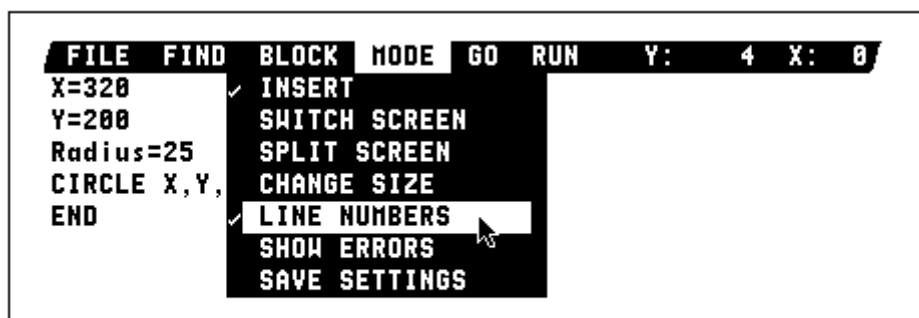 FILE FIND BLOCK MODE GO RUN Y: 4 X: 0
X=320 ✓ INSERT
Y=200 SWITCH SCREEN
Radius=25 SPLIT SCREEN
CIRCLE X,Y, CHANGE SIZE
END ✓ LINE NUMBERS
SHOW ERRORS
SAVE SETTINGS